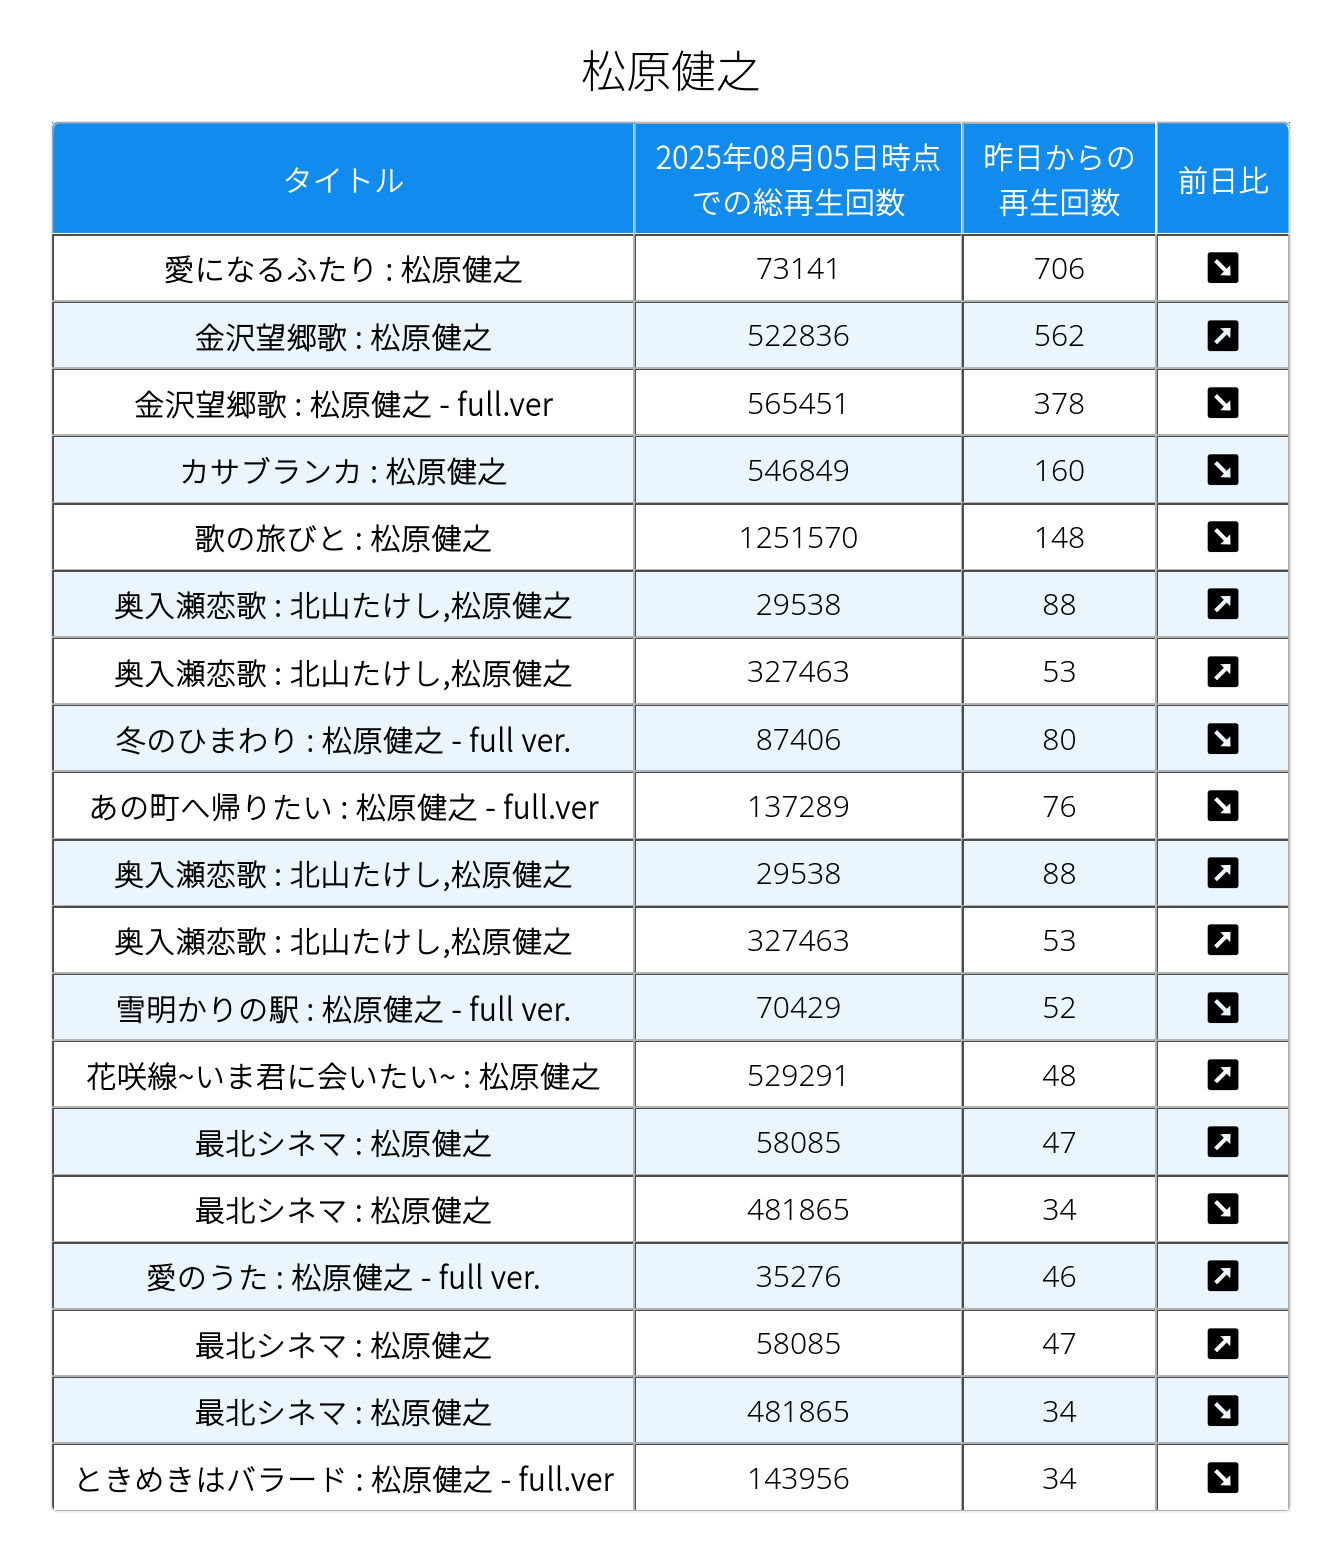 松原健之
タイトル 2025年08月05日時点での総再生回数 昨日からの再生回数 前日比
愛になるふたり : 松原健之 73141 706 ↘
金沢望郷歌 : 松原健之 522836 562 ↗
金沢望郷歌 : 松原健之 - full.ver 565451 378 ↘
カサブランカ : 松原健之 546849 160 ↘
歌の旅びと : 松原健之 1251570 148 ↘
奥入瀬恋歌 : 北山たけし,松原健之 29538 88 ↗
奥入瀬恋歌 : 北山たけし,松原健之 327463 53 ↗
冬のひまわり : 松原健之 - full ver. 87406 80 ↘
あの町へ帰りたい : 松原健之 - full.ver 137289 76 ↘
奥入瀬恋歌 : 北山たけし,松原健之 29538 88 ↗
奥入瀬恋歌 : 北山たけし,松原健之 327463 53 ↗
雪明かりの駅 : 松原健之 - full ver. 70429 52 ↘
花咲線~いま君に会いたい~ : 松原健之 529291 48 ↗
最北シネマ : 松原健之 58085 47 ↗
最北シネマ : 松原健之 481865 34 ↘
愛のうた : 松原健之 - full ver. 35276 46 ↗
最北シネマ : 松原健之 58085 47 ↗
最北シネマ : 松原健之 481865 34 ↘
ときめきはバラード : 松原健之 - full.ver 143956 34 ↘